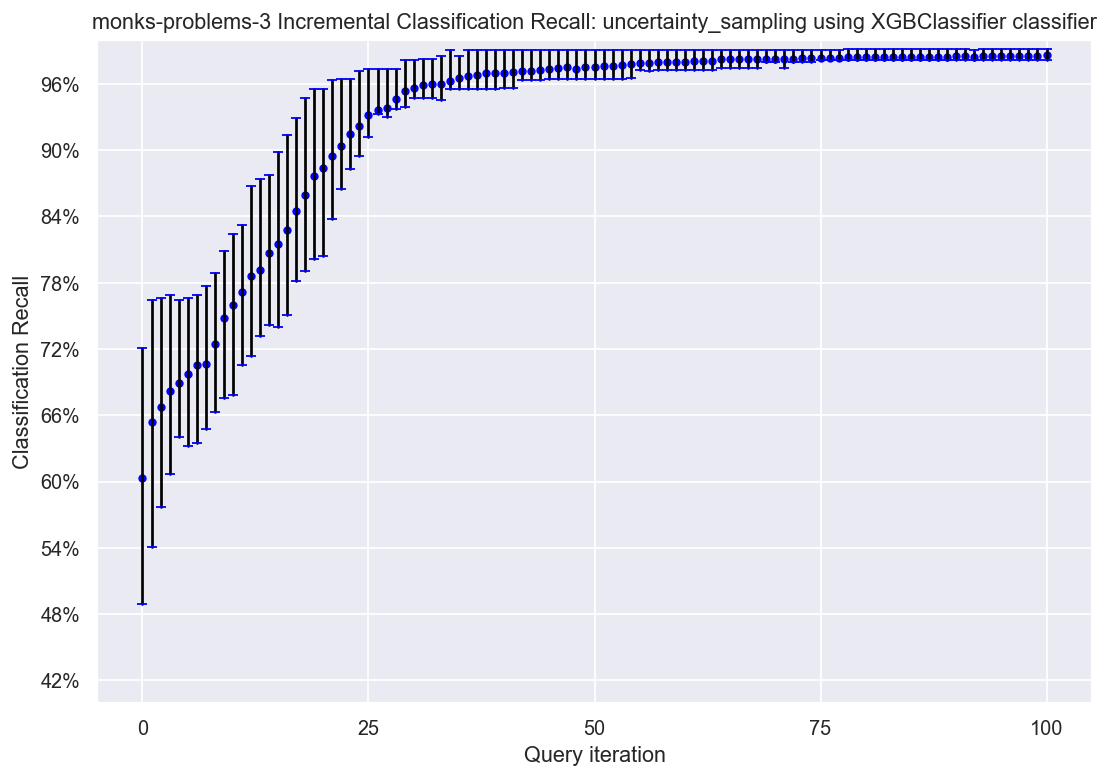 monks-problems-3 Incremental Classification Recall: uncertainty_sampling using XGBClassifier classifier
96%
90%
84%
78%
72%
66%
60%
54%
48%
42%
Classification Recall
0 25 50 75 100
Query iteration